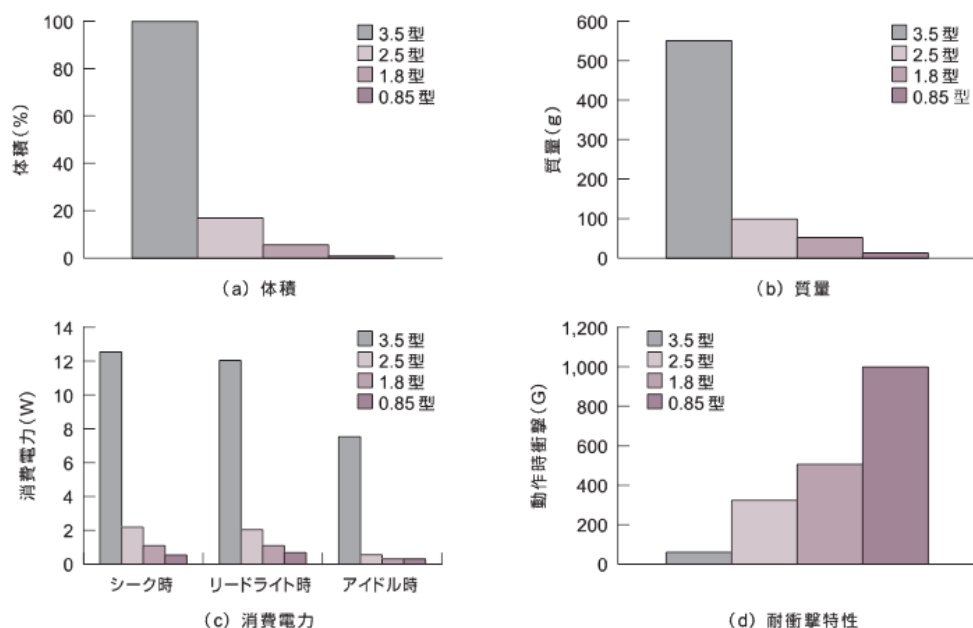 体積(%)
100
80
60
40
20
0
3.5型
2.5型
1.8型
0.85型
(a) 体積
質量(g)
600
500
400
300
200
100
0
3.5型
2.5型
1.8型
0.85型
(b) 質量
消費電力(W)
14
12
10
8
6
4
2
0
3.5型
2.5型
1.8型
0.85型
シーク時
リードライト時
アイドル時
(c) 消費電力
動作時衝撃(G)
1,200
1,000
800
600
400
200
0
3.5型
2.5型
1.8型
0.85型
(d) 耐衝撃特性